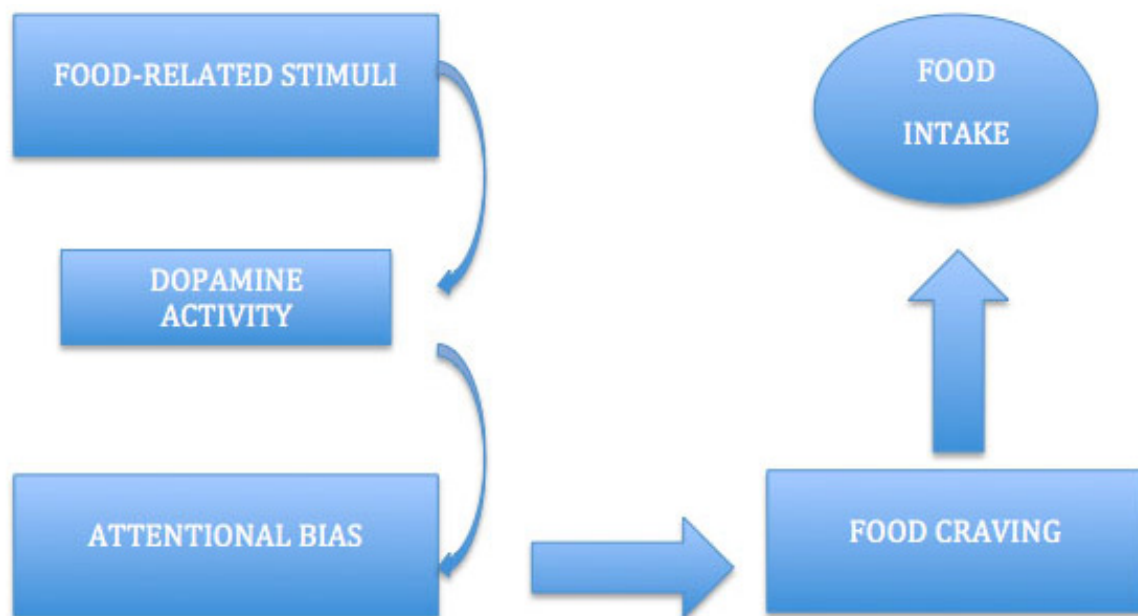 FOOD-RELATED STIMULI
DOPAMINE
ACTIVITY
ATTENTIONAL BIAS
FOOD CRAVING
FOOD
INTAKE